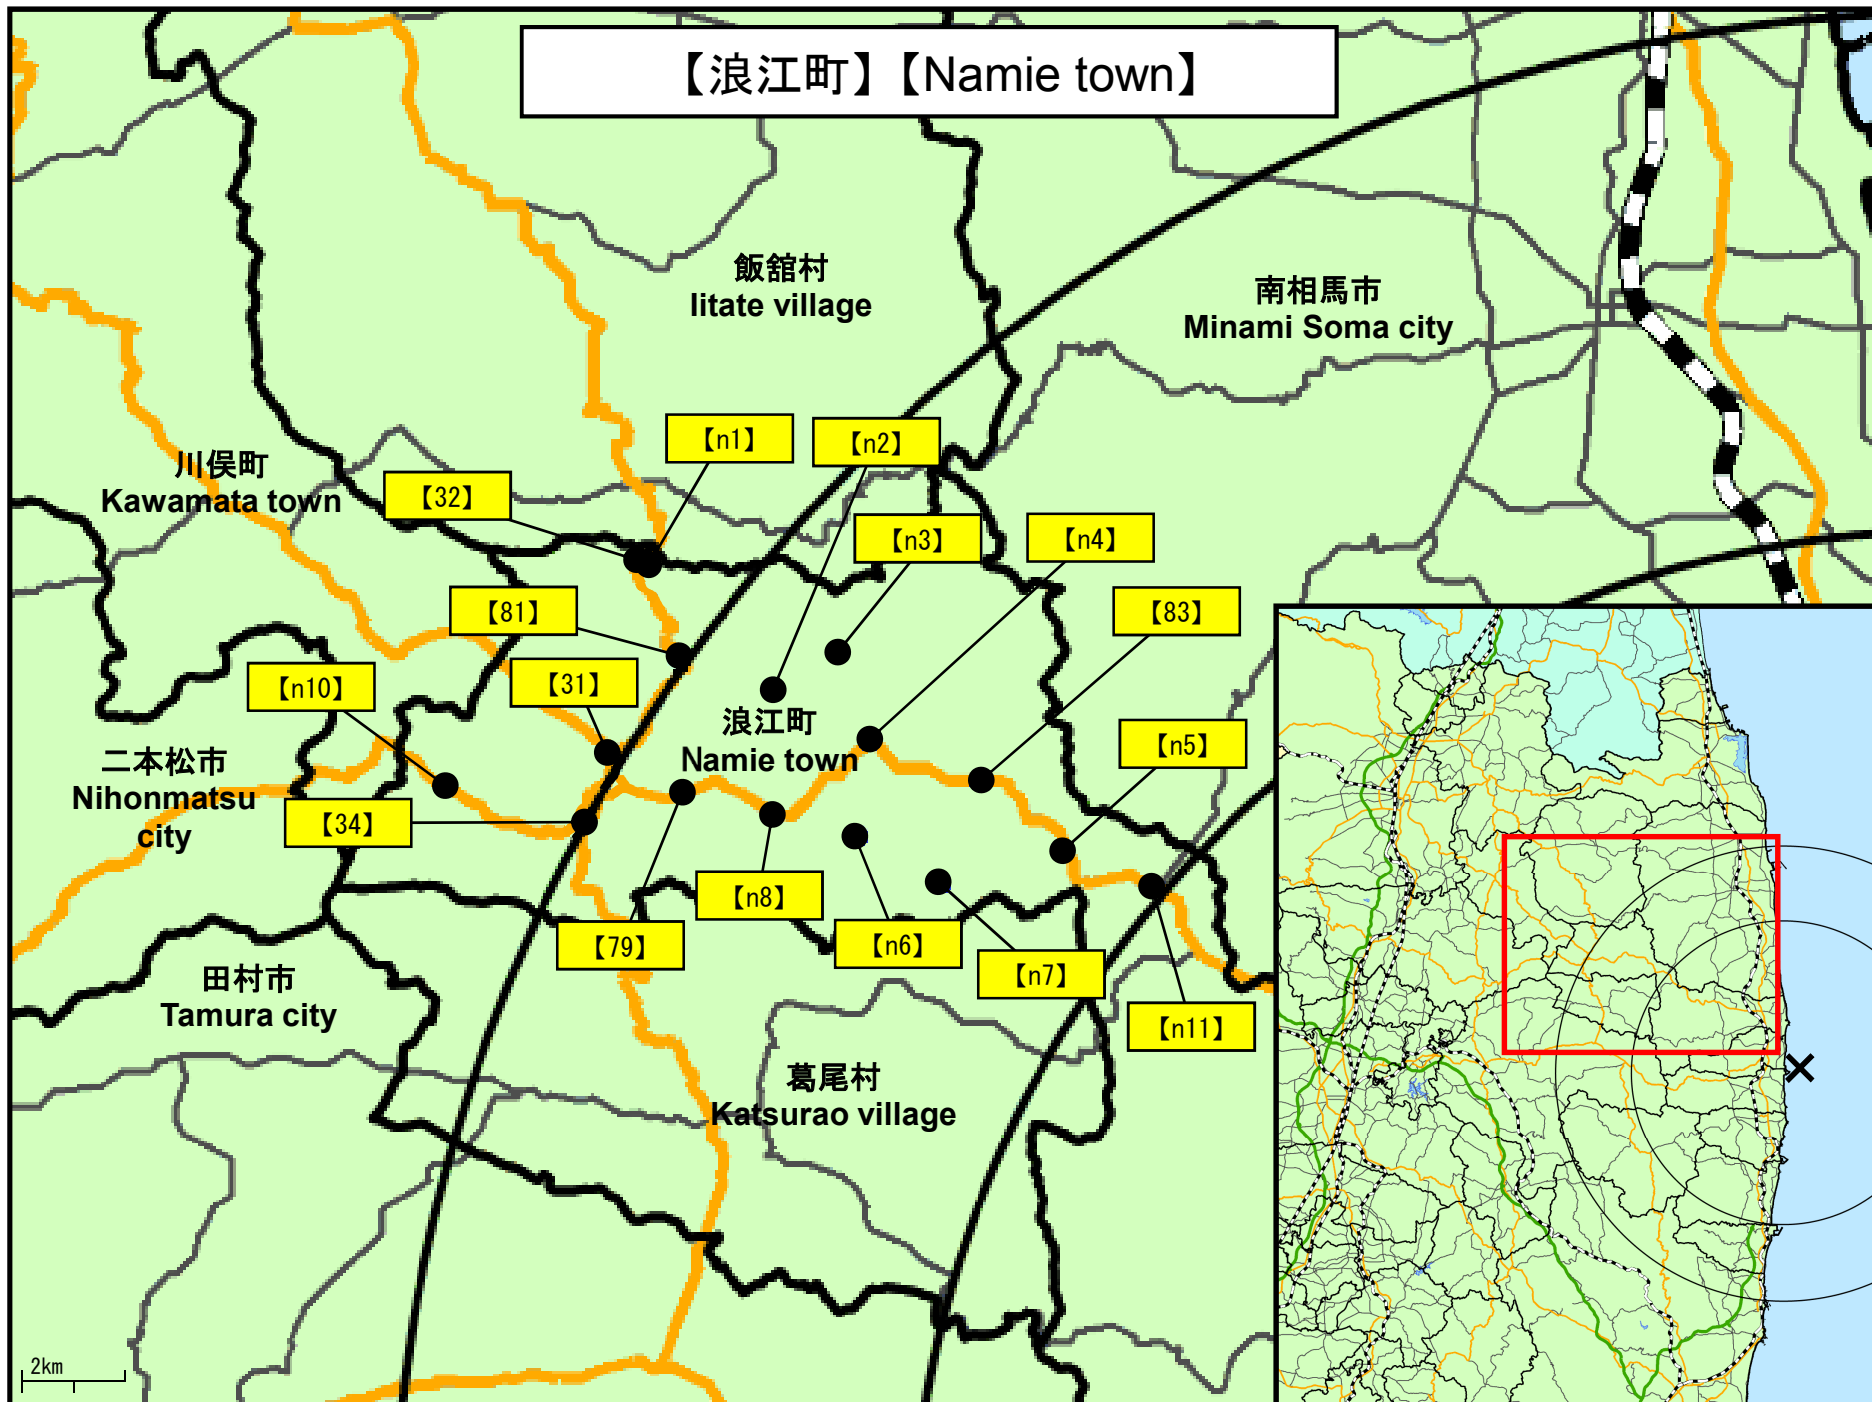 【浪江町】【Namie town】
飯舘村
Iitate village
南相馬市
Minami Soma city
【n1】
【n2】
川俣町
Kawamata town
【32】
【n3】
【n4】
【81】
【83】
【n10】
【31】
浪江町
Namie town
【n5】
二本松市
Nihonmatsu
city
【34】
【n8】
【79】
【n6】
【n7】
【n11】
田村市
Tamura city
葛尾村
Katsurao village
2km